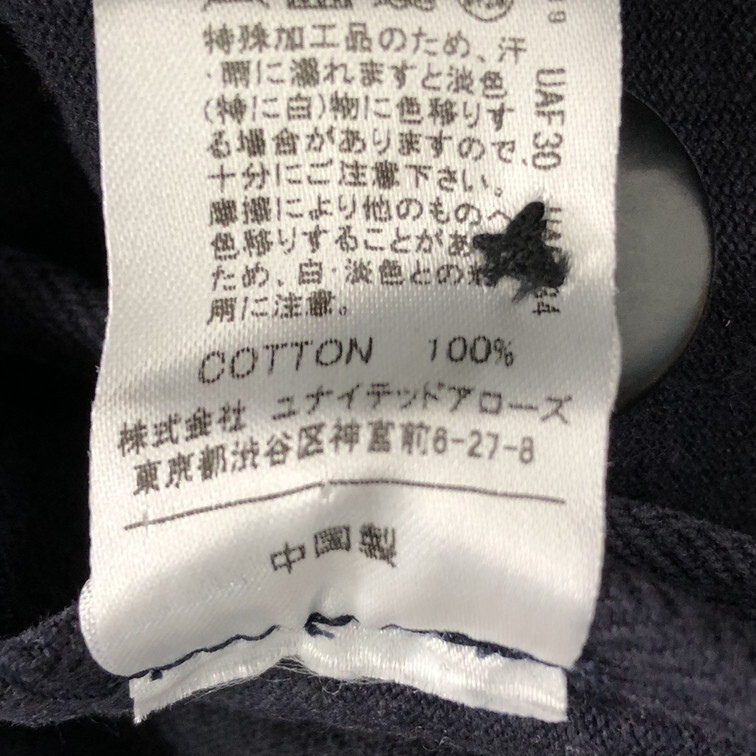 特殊加工品のため、汗
・雨に濡れますと淡色
(特に白)物に色移りす
る場合がありますので、
十分にご注意下さい。
摩擦により他のものへ
色移りすることがあ
ため、白・淡色との
用に注意。
COTTON 100%
株式会社 ユナイテッドアローズ
東京都渋谷区神宮前6-27-8
中国製
UAF30